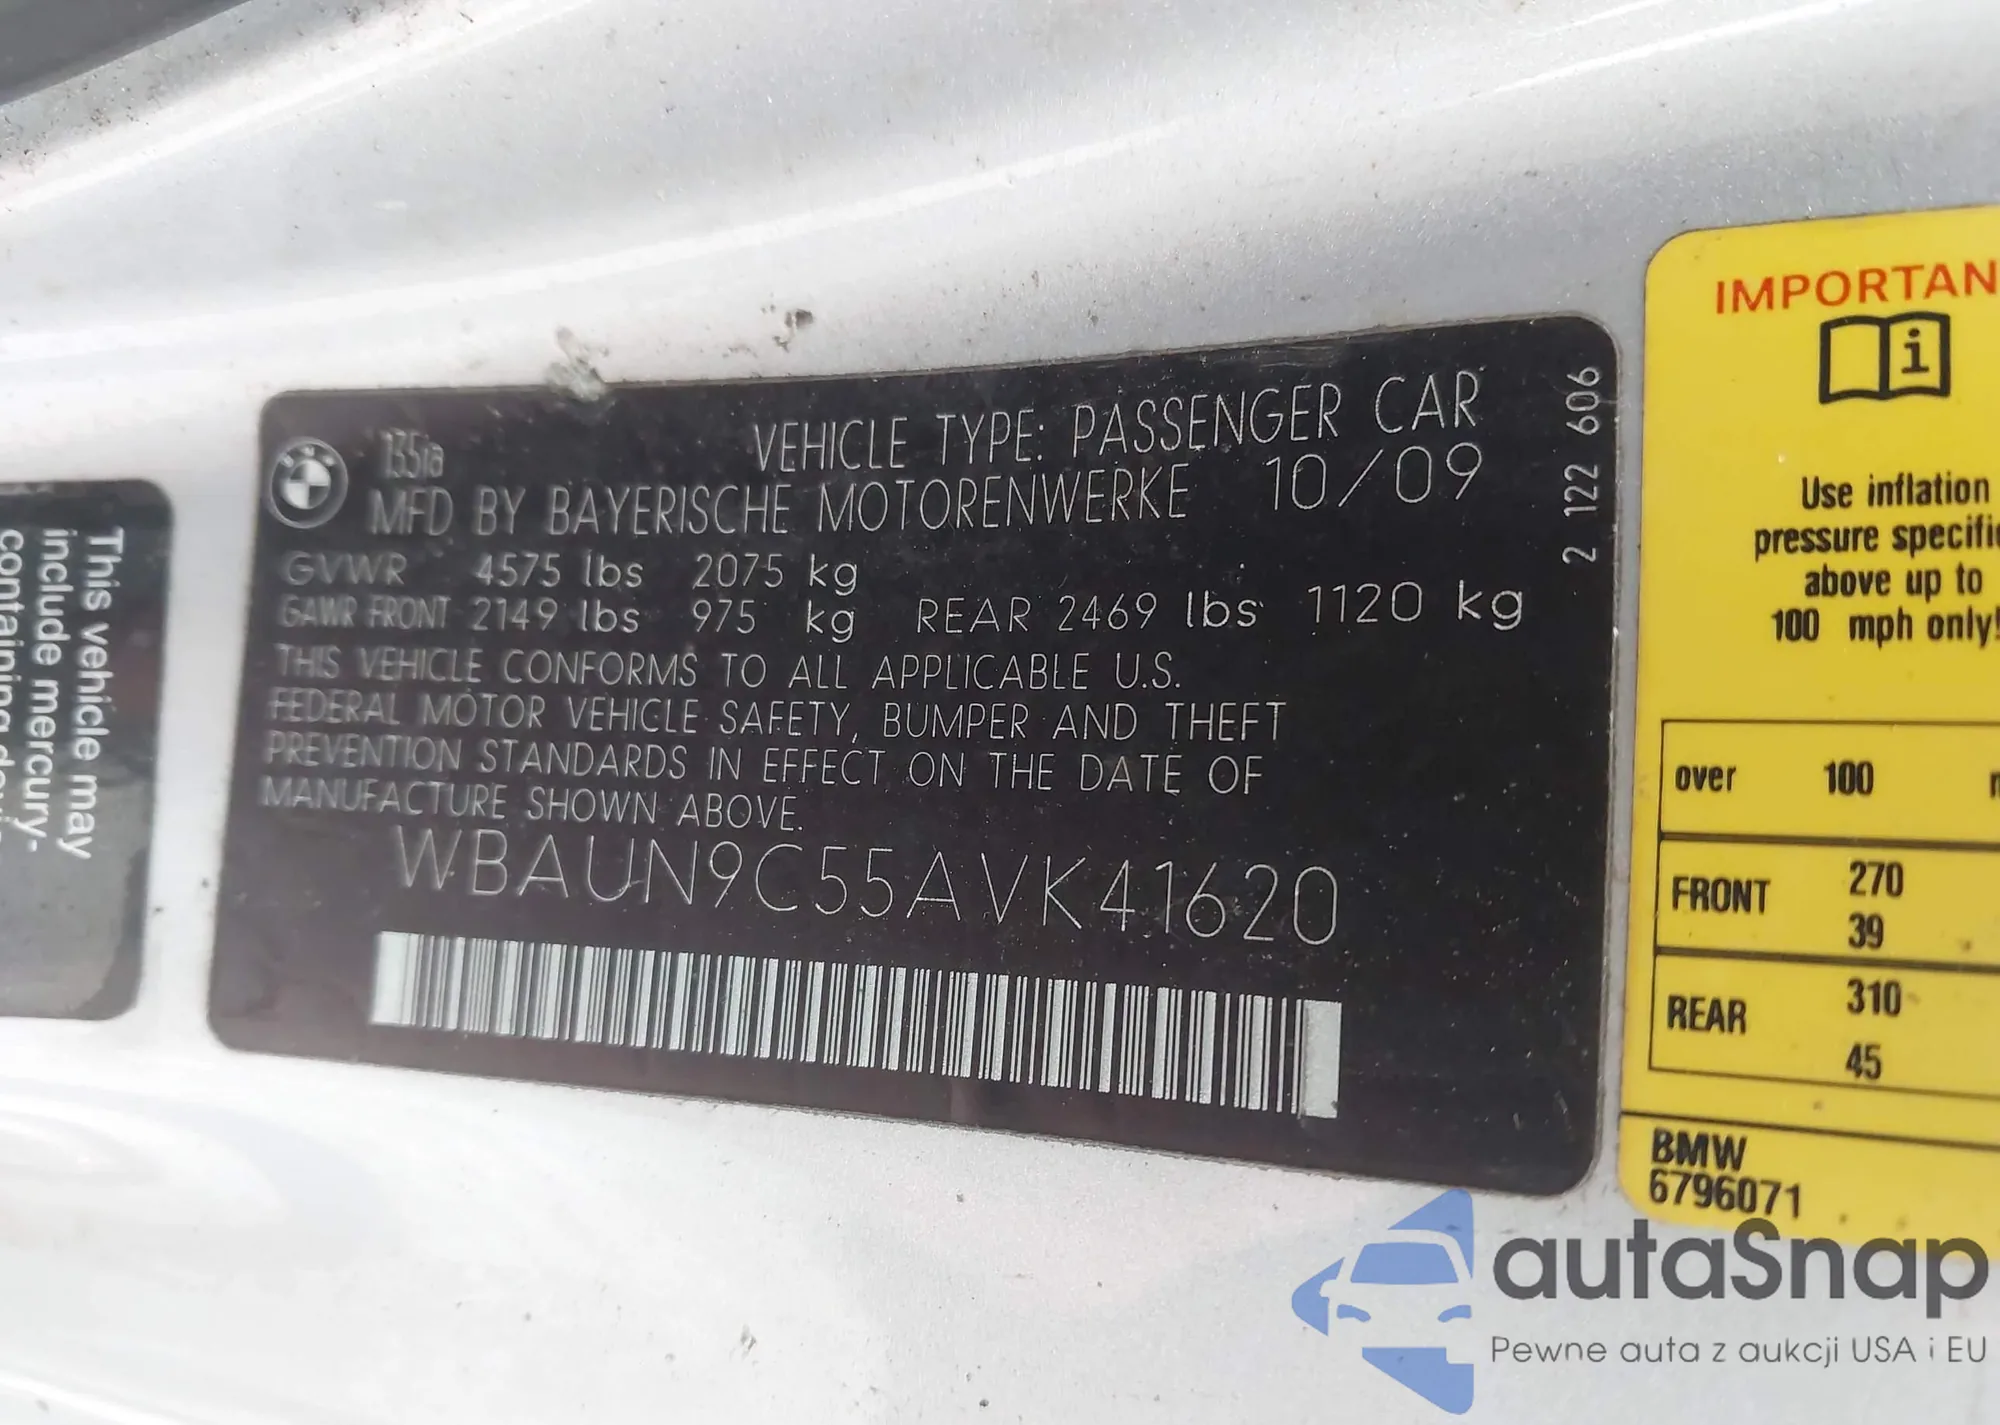 This vehicle may
include mercury-
BMW
135ia
VEHICLE TYPE: PASSENGER CAR
MFD BY BAYERISCHE MOTORENWERKE 10/09
GVWR 4575 lbs 2075 kg
GAWR FRONT 2149 lbs 975 kg REAR 2469 lbs 1120 kg
THIS VEHICLE CONFORMS TO ALL APPLICABLE U.S.
FEDERAL MOTOR VEHICLE SAFETY, BUMPER AND THEFT
PREVENTION STANDARDS IN EFFECT ON THE DATE OF
MANUFACTURE SHOWN ABOVE.
WBAUN9C55AVK41620
2 122 606
IMPORTAN
i
Use inflation
pressure specifi
above up to
100 mph only!
over 100
FRONT 270
39
REAR 310
45
BMW
6796071
autaSnap
Pewne auta z aukcji USA i EU